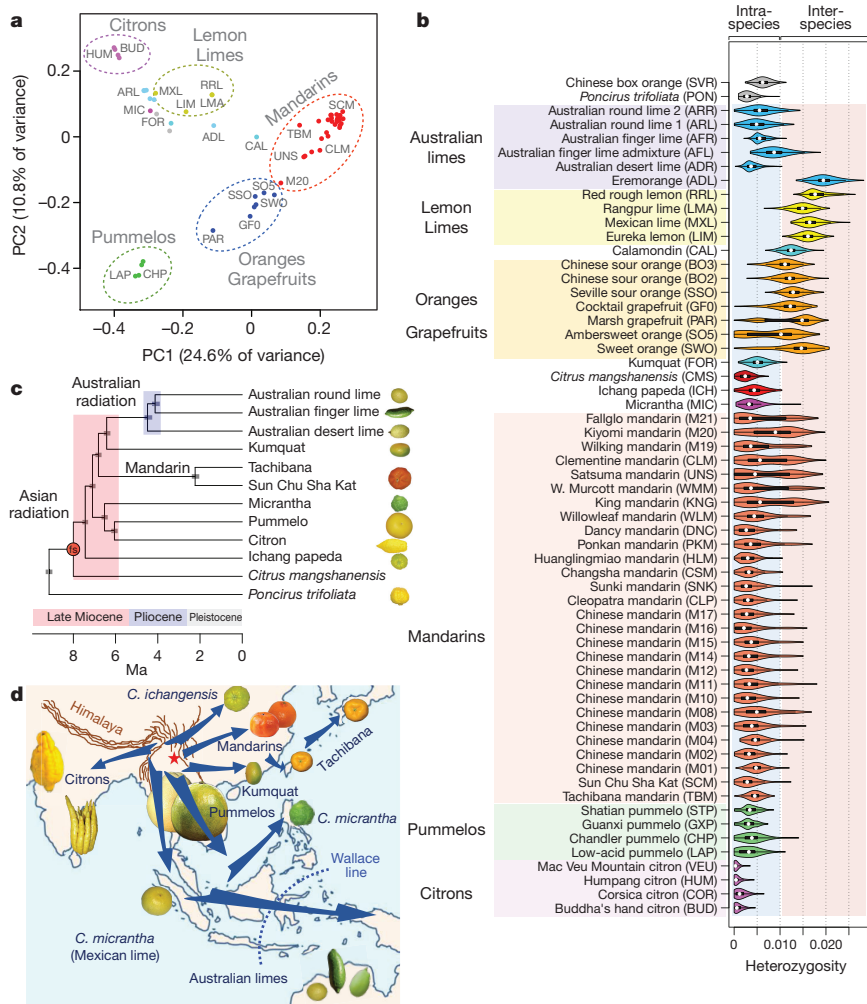 a
Citrons
HUM
BUD
Lemon
Limes
ARL
MXL
RRL
LIM
LMA
MIC
FOR
ADL
CAL
Mandarins
SCM
TBM
UNS
CLM
M20
SSO
SO5
SWO
GF0
PAR
Oranges
Grapefruits
Pummelos
LAP
CHP
0.2
0
−0.2
−0.4
PC2 (10.8% of variance)
−0.4
−0.2
0
0.2
PC1 (24.6% of variance)
b
Intra-
species
Inter-
species
Chinese box orange (SVR)
Poncirus trifoliata (PON)
Australian
limes
Australian round lime 2 (ARR)
Australian round lime 1 (ARL)
Australian finger lime (AFR)
Australian finger lime admixture (AFL)
Australian desert lime (ADR)
Eremorange (ADL)
Lemon
Limes
Red rough lemon (RRL)
Rangpur lime (LMA)
Mexican lime (MXL)
Eureka lemon (LIM)
Calamondin (CAL)
Oranges
Grapefruits
Chinese sour orange (BO3)
Chinese sour orange (BO2)
Seville sour orange (SSO)
Cocktail grapefruit (GF0)
Marsh grapefruit (PAR)
Ambersweet orange (SO5)
Sweet orange (SWO)
Kumquat (FOR)
Citrus mangshanensis (CMS)
Ichang papeda (ICH)
Micrantha (MIC)
Mandarins
Fallglo mandarin (M21)
Kiyomi mandarin (M20)
Wilking mandarin (M19)
Clementine mandarin (CLM)
Satsuma mandarin (UNS)
W. Murcott mandarin (WMM)
King mandarin (KNG)
Willowleaf mandarin (WLM)
Dancy mandarin (DNC)
Ponkan mandarin (PKM)
Huanglingmiao mandarin (HLM)
Changsha mandarin (CSM)
Sunki mandarin (SNK)
Cleopatra mandarin (CLP)
Chinese mandarin (M17)
Chinese mandarin (M16)
Chinese mandarin (M15)
Chinese mandarin (M14)
Chinese mandarin (M12)
Chinese mandarin (M11)
Chinese mandarin (M10)
Chinese mandarin (M08)
Chinese mandarin (M03)
Chinese mandarin (M04)
Chinese mandarin (M02)
Chinese mandarin (M01)
Sun Chu Sha Kat (SCM)
Tachibana mandarin (TBM)
Pummelos
Shatian pummelo (STP)
Guanxi pummelo (GXP)
Chandler pummelo (CHP)
Low-acid pummelo (LAP)
Citrons
Mac Veu Mountain citron (VEU)
Humpang citron (HUM)
Corsica citron (COR)
Buddha's hand citron (BUD)
0
0.010
0.020
Heterozygosity
c
Australian
radiation
Asian
radiation
Mandarin
fs
Australian round lime
Australian finger lime
Australian desert lime
Kumquat
Tachibana
Sun Chu Sha Kat
Micrantha
Pummelo
Citron
Ichang papeda
Citrus mangshanensis
Poncirus trifoliata
Late Miocene
Pliocene
Pleistocene
8
6
4
2
0
Ma
d
C. ichangensis
Himalaya
Mandarins
Tachibana
Citrons
Kumquat
Pummelos
C. micrantha
Wallace
line
C. micrantha
(Mexican lime)
Australian limes